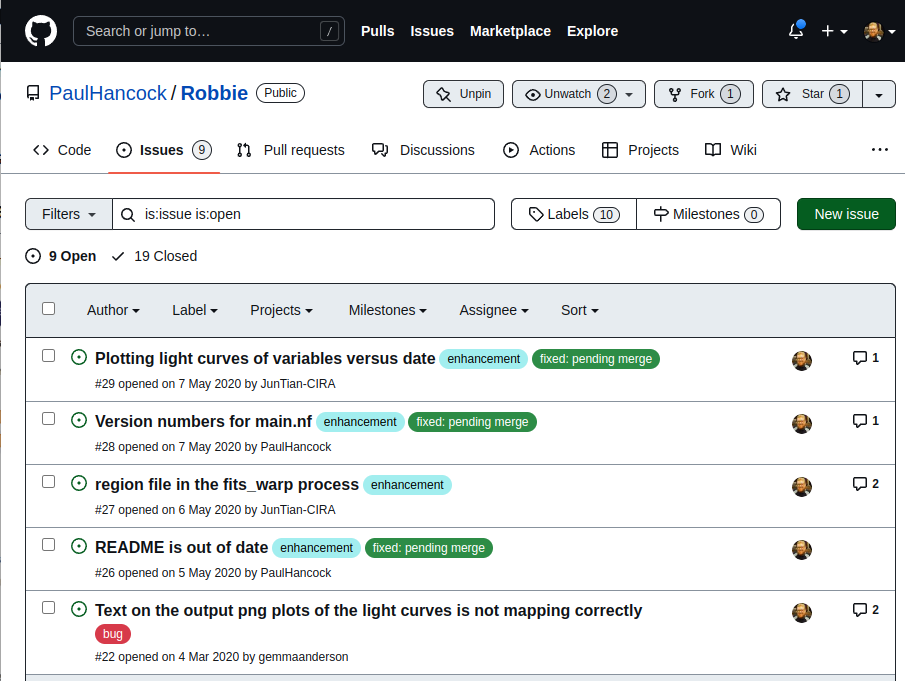 Search or jump to… / Pulls Issues Marketplace Explore
PaulHancock / Robbie Public Unpin Unwatch 2 Fork 1 Star 1
Code Issues 9 Pull requests Discussions Actions Projects Wiki ...
Filters is:issue is:open Labels 10 Milestones 0 New issue
9 Open 19 Closed
Author Label Projects Milestones Assignee Sort
Plotting light curves of variables versus date enhancement fixed: pending merge 1
#29 opened on 7 May 2020 by JunTian-CIRA
Version numbers for main.nf enhancement fixed: pending merge 1
#28 opened on 7 May 2020 by PaulHancock
region file in the fits_warp process enhancement 2
#27 opened on 6 May 2020 by JunTian-CIRA
README is out of date enhancement fixed: pending merge
#26 opened on 5 May 2020 by PaulHancock
Text on the output png plots of the light curves is not mapping correctly 2
bug
#22 opened on 4 Mar 2020 by gemmaanderson